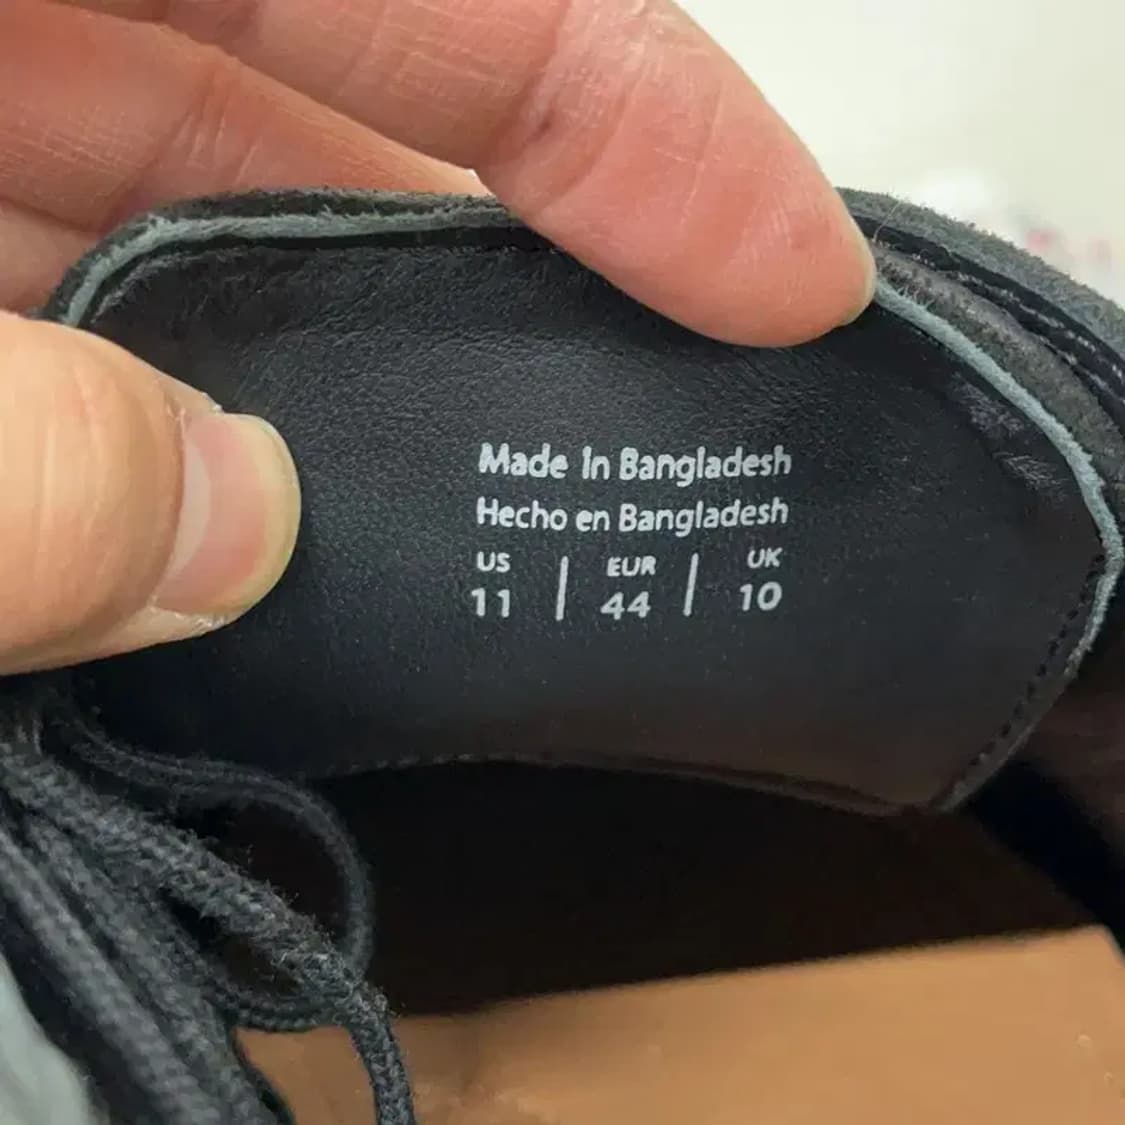 Made In Bangladesh
Hecho en Bangladesh
US | EUR | UK
11 | 44 | 10